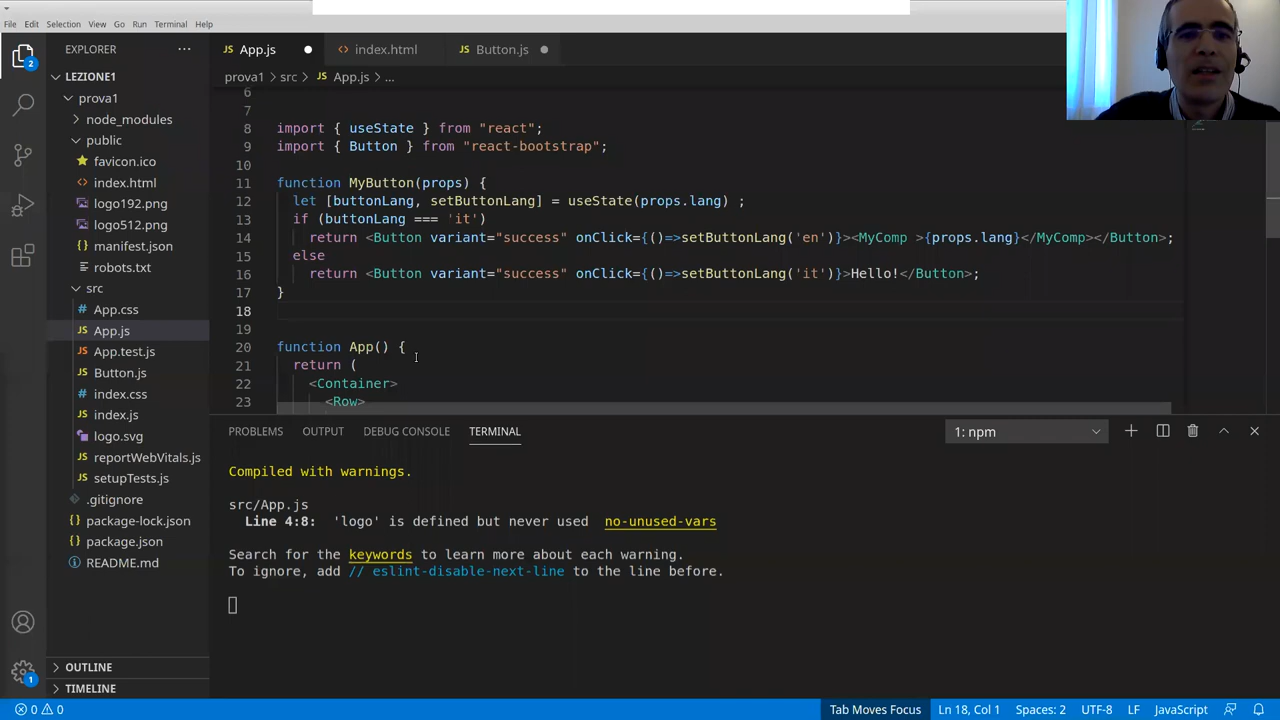 File Edit Selection View Go Run Terminal Help
EXPLORER ...
App.js
index.html
Button.js
LEZIONE1
prova1 > src > JS App.js > ...
prova1
node_modules
public
favicon.ico
index.html
logo192.png
logo512.png
manifest.json
robots.txt
src
# App.css
JS App.js
JS App.test.js
JS Button.js
# index.css
JS index.js
logo.svg
JS reportWebVitals.js
JS setupTests.js
.gitignore
package-lock.json
package.json
README.md
OUTLINE
TIMELINE
6
7
8 import { useState } from "react";
9 import { Button } from "react-bootstrap";
10
11 function MyButton(props) {
12 let [buttonLang, setButtonLang] = useState(props.lang) ;
13 if (buttonLang === 'it')
14 return <Button variant="success" onClick={()=>setButtonLang('en')}><MyComp >{props.lang}</MyComp></Button>;
15 else
16 return <Button variant="success" onClick={()=>setButtonLang('it')}>Hello!</Button>;
17 }
18
19
20 function App() {
21 return (
22 <Container>
23 <Row>
PROBLEMS OUTPUT DEBUG CONSOLE TERMINAL
1: npm
Compiled with warnings.
src/App.js
Line 4:8: 'logo' is defined but never used no-unused-vars
Search for the keywords to learn more about each warning.
To ignore, add // eslint-disable-next-line to the line before.
2
1
0 0
Tab Moves Focus Ln 18, Col 1 Spaces: 2 UTF-8 LF JavaScript